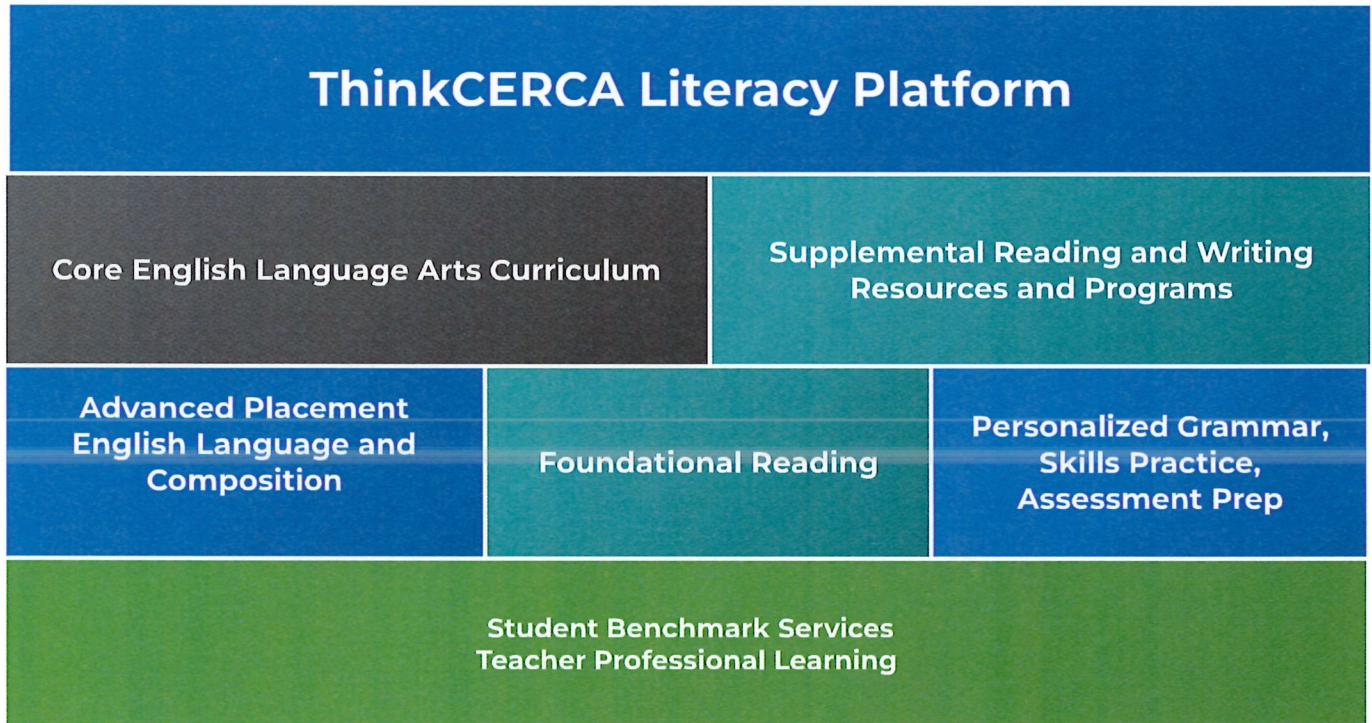 ThinkCERCA Literacy Platform
Core English Language Arts Curriculum
Supplemental Reading and Writing
Resources and Programs
Advanced Placement
English Language and
Composition
Foundational Reading
Personalized Grammar,
Skills Practice,
Assessment Prep
Student Benchmark Services
Teacher Professional Learning